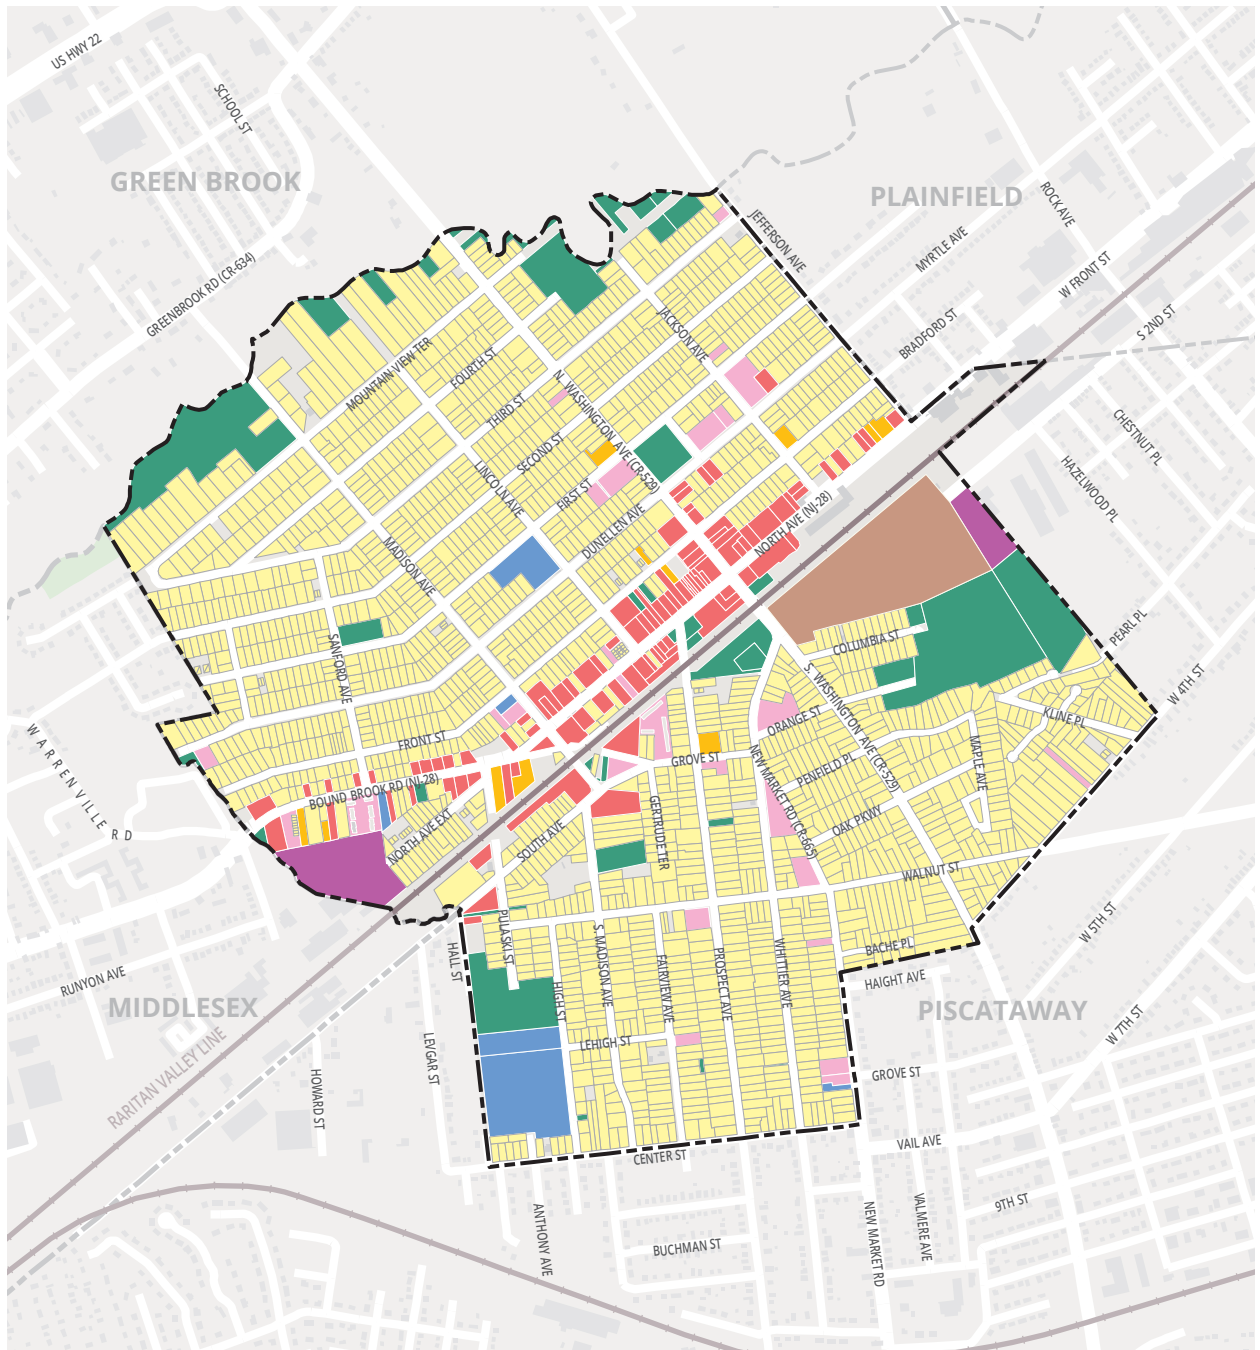 US HWY 22
SCHOOL ST
GREEN BROOK
PLAINFIELD
ROCK AVE
JEFFERSON AVE
MYRTLE AVE
W FRONT ST
GREENBROOK RD (CR-634)
S 2ND ST
BRADFORD ST
JACKSON AVE
MOUNTAIN VIEW TER
FOURTH ST
N. WASHINGTON AVE (CR-529)
THIRD ST
CHESTNUT PL
SECOND ST
HAZELWOOD PL
LINCOLN AVE
FIRST ST
DUNELLEN AVE
NORTH AVE (NJ-28)
MADISON AVE
SANFORD AVE
COLUMBIA ST
PEARL PL
W 4TH ST
S. WASHINGTON AVE (CR-529)
ORANGE ST
KLINE PL
FRONT ST
WARRENVILLE RD
MAPLE AVE
GROVE ST
NEW MARKET RD (CR-665)
PENFIELD PL
BOUND BROOK RD (NJ-28)
OAK PKWY
NORTH AVE EXT
SOUTH AVE
GERTRUDE TER
WALNUT ST
PULASKI ST
HALL ST
S. MADISON AVE
FAIRVIEW AVE
PROSPECT AVE
WHITTIER AVE
BACHE PL
W 5TH ST
HAIGHT AVE
RUNYON AVE
MIDDLESEX
HIGH ST
PISCATAWAY
W 7TH ST
LEHIGH ST
RARITAN VALLEY LINE
LEVGAR ST
HOWARD ST
GROVE ST
VAIL AVE
CENTER ST
ANTHONY AVE
NEW MARKET RD
VALMERE AVE
9TH ST
BUCHMAN ST